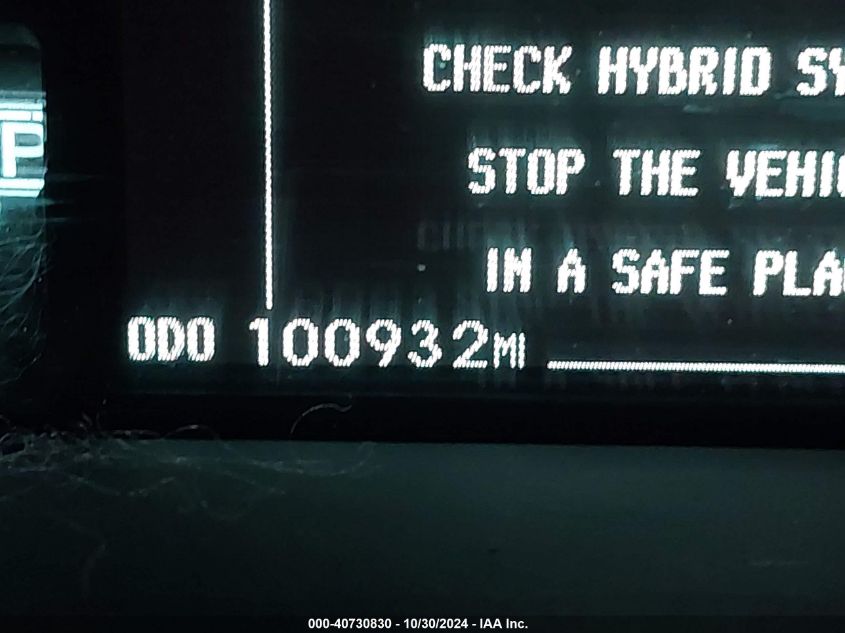 P
CHECK HYBRID SY
STOP THE VEHIC
IN A SAFE PLA
ODO 100932MI
000-40730830 - 10/30/2024 - IAA Inc.